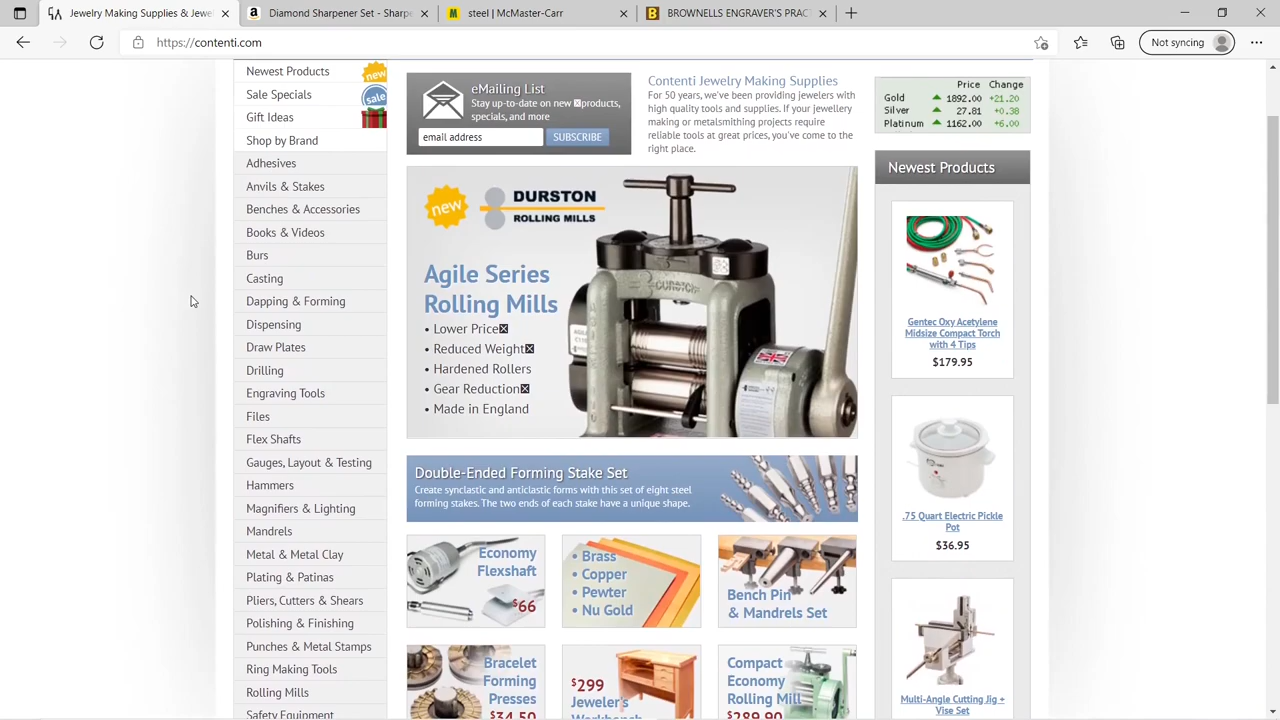 Jewelry Making Supplies & Jewe
Diamond Sharpener Set - Sharpe
steel | McMaster-Carr
BROWNELLS ENGRAVER'S PRAC
https://contenti.com
Not syncing
Newest Products
new
Sale Specials
sale
Gift Ideas
Shop by Brand
Adhesives
Anvils & Stakes
Benches & Accessories
Books & Videos
Burs
Casting
Dapping & Forming
Dispensing
Draw Plates
Drilling
Engraving Tools
Files
Flex Shafts
Gauges, Layout & Testing
Hammers
Magnifiers & Lighting
Mandrels
Metal & Metal Clay
Plating & Patinas
Pliers, Cutters & Shears
Polishing & Finishing
Punches & Metal Stamps
Ring Making Tools
Rolling Mills
Safety Equipment
eMailing List
Stay up-to-date on new products,
specials, and more
email address
SUBSCRIBE
Contenti Jewelry Making Supplies
For 50 years, we've been providing jewelers with
high quality tools and supplies. If your jewellery
making or metalsmithing projects require
reliable tools at great prices, you've come to the
right place.
new
DURSTON
ROLLING MILLS
Agile Series
Rolling Mills
• Lower Price
• Reduced Weight
• Hardened Rollers
• Gear Reduction
• Made in England
DURSTON
Double-Ended Forming Stake Set
Create synclastic and anticlastic forms with this set of eight steel
forming stakes. The two ends of each stake have a unique shape.
Economy
Flexshaft
$66
• Brass
• Copper
• Pewter
• Nu Gold
Bench Pin
& Mandrels Set
Bracelet
Forming
Presses
$34.50
$299
Jeweler's
Workbench
Compact
Economy
Rolling Mill
$289.90
Price Change
Gold 1892.00 +21.20
Silver 27.81 +0.38
Platinum 1162.00 +6.00
Newest Products
Gentec Oxy Acetylene
Midsize Compact Torch
with 4 Tips
$179.95
.75 Quart Electric Pickle
Pot
$36.95
Multi-Angle Cutting Jig +
Vise Set